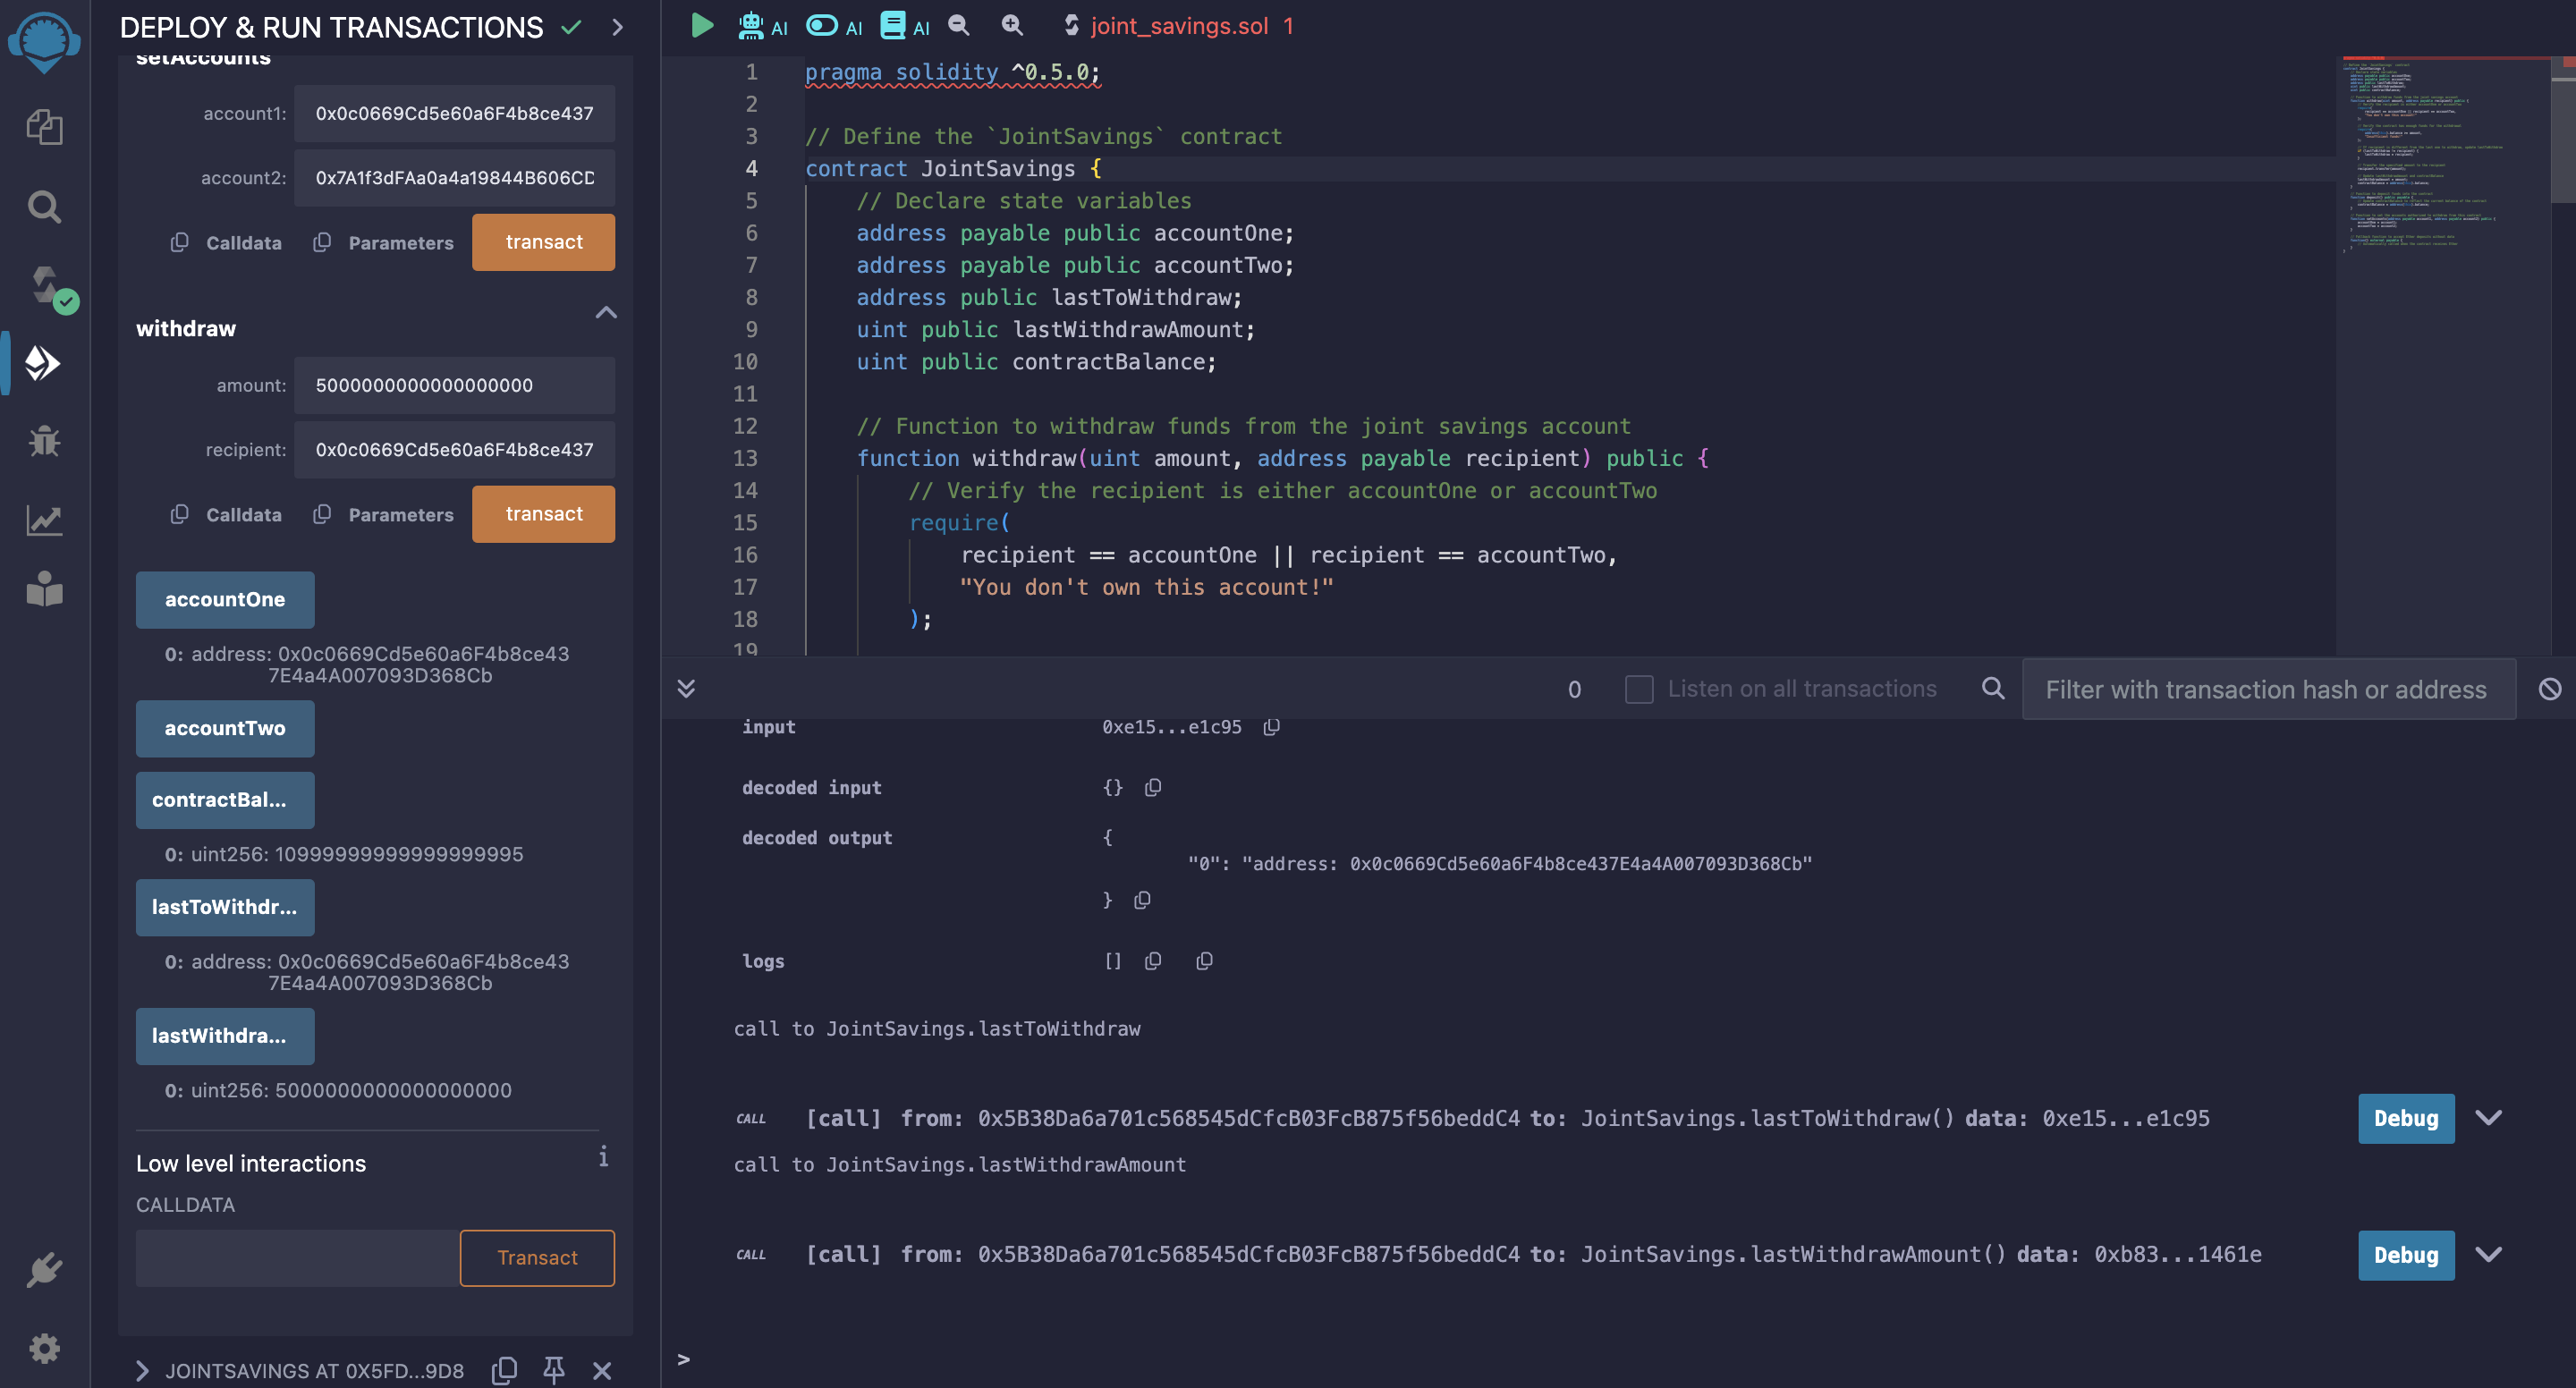 DEPLOY & RUN TRANSACTIONS
setAccounts
account1: 0x0c0669Cd5e60a6F4b8ce437
account2: 0x7A1f3dFAa0a4a19844B606CD
Calldata Parameters transact
withdraw
amount: 5000000000000000000
recipient: 0x0c0669Cd5e60a6F4b8ce437
Calldata Parameters transact
accountOne
0: address: 0x0c0669Cd5e60a6F4b8ce43
7E4a4A007093D368Cb
accountTwo
contractBal...
0: uint256: 10999999999999999995
lastToWithdr...
0: address: 0x0c0669Cd5e60a6F4b8ce43
7E4a4A007093D368Cb
lastWithdra...
0: uint256: 5000000000000000000
Low level interactions
i
CALLDATA
Transact
JOINTSAVINGS AT 0X5FD...9D8
AI AI AI joint_savings.sol 1
1 pragma solidity ^0.5.0;
2
3 // Define the `JointSavings` contract
4 contract JointSavings {
5 // Declare state variables
6 address payable public accountOne;
7 address payable public accountTwo;
8 address public lastToWithdraw;
9 uint public lastWithdrawAmount;
10 uint public contractBalance;
11
12 // Function to withdraw funds from the joint savings account
13 function withdraw(uint amount, address payable recipient) public {
14 // Verify the recipient is either accountOne or accountTwo
15 require(
16 recipient == accountOne || recipient == accountTwo,
17 "You don't own this account!"
18 );
19
0 Listen on all transactions Filter with transaction hash or address
input 0xe15...e1c95
decoded input {}
decoded output {
"0": "address: 0x0c0669Cd5e60a6F4b8ce437E4a4A007093D368Cb"
}
logs []
call to JointSavings.lastToWithdraw
CALL [call] from: 0x5B38Da6a701c568545dCfcB03FcB875f56beddC4 to: JointSavings.lastToWithdraw() data: 0xe15...e1c95 Debug
call to JointSavings.lastWithdrawAmount
CALL [call] from: 0x5B38Da6a701c568545dCfcB03FcB875f56beddC4 to: JointSavings.lastWithdrawAmount() data: 0xb83...1461e Debug
>